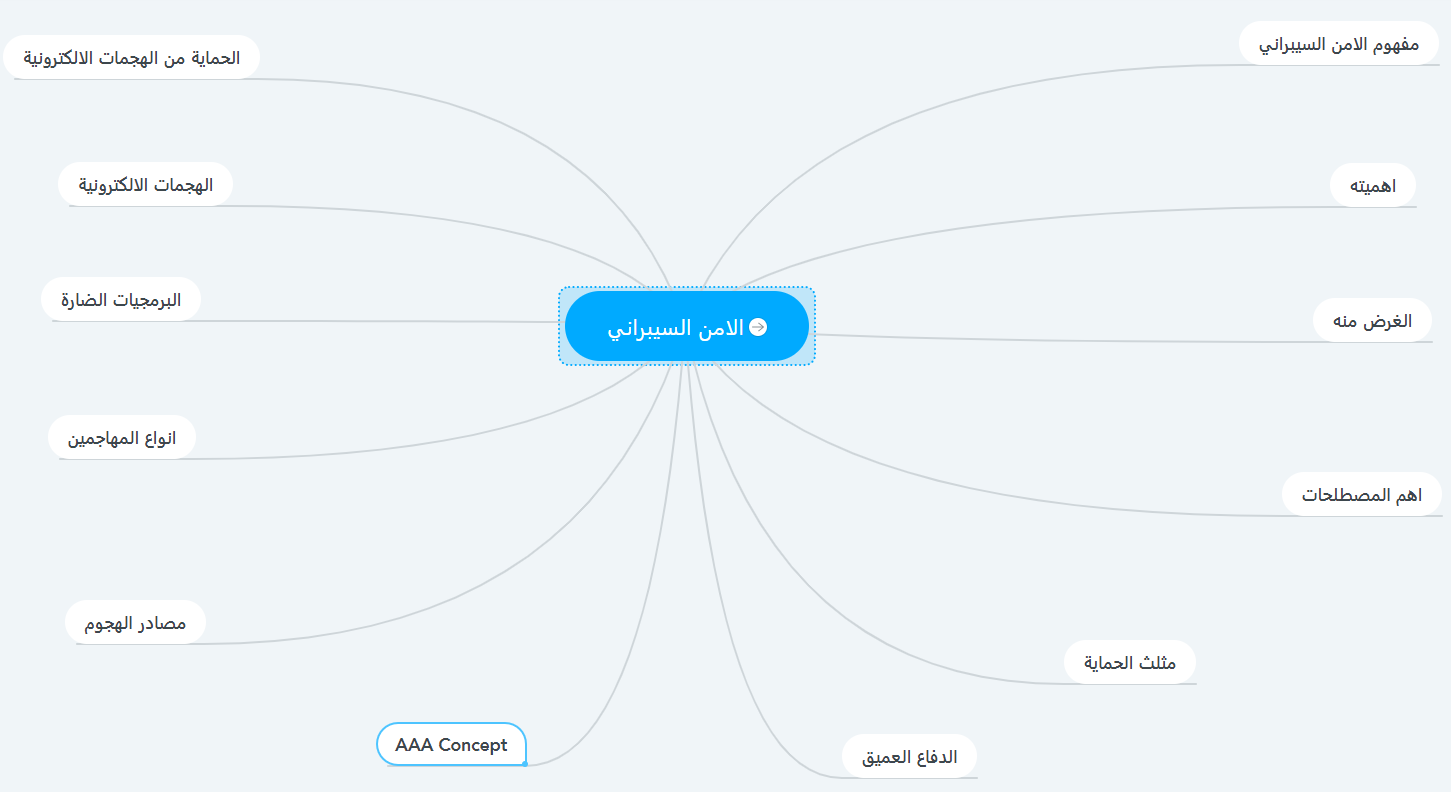 الامن السيبراني
مفهوم الامن السيبراني
اهميته
الغرض منه
اهم المصطلحات
مثلث الحماية
الدفاع العميق
AAA Concept
مصادر الهجوم
انواع المهاجمين
البرمجيات الضارة
الهجمات الالكترونية
الحماية من الهجمات الالكترونية